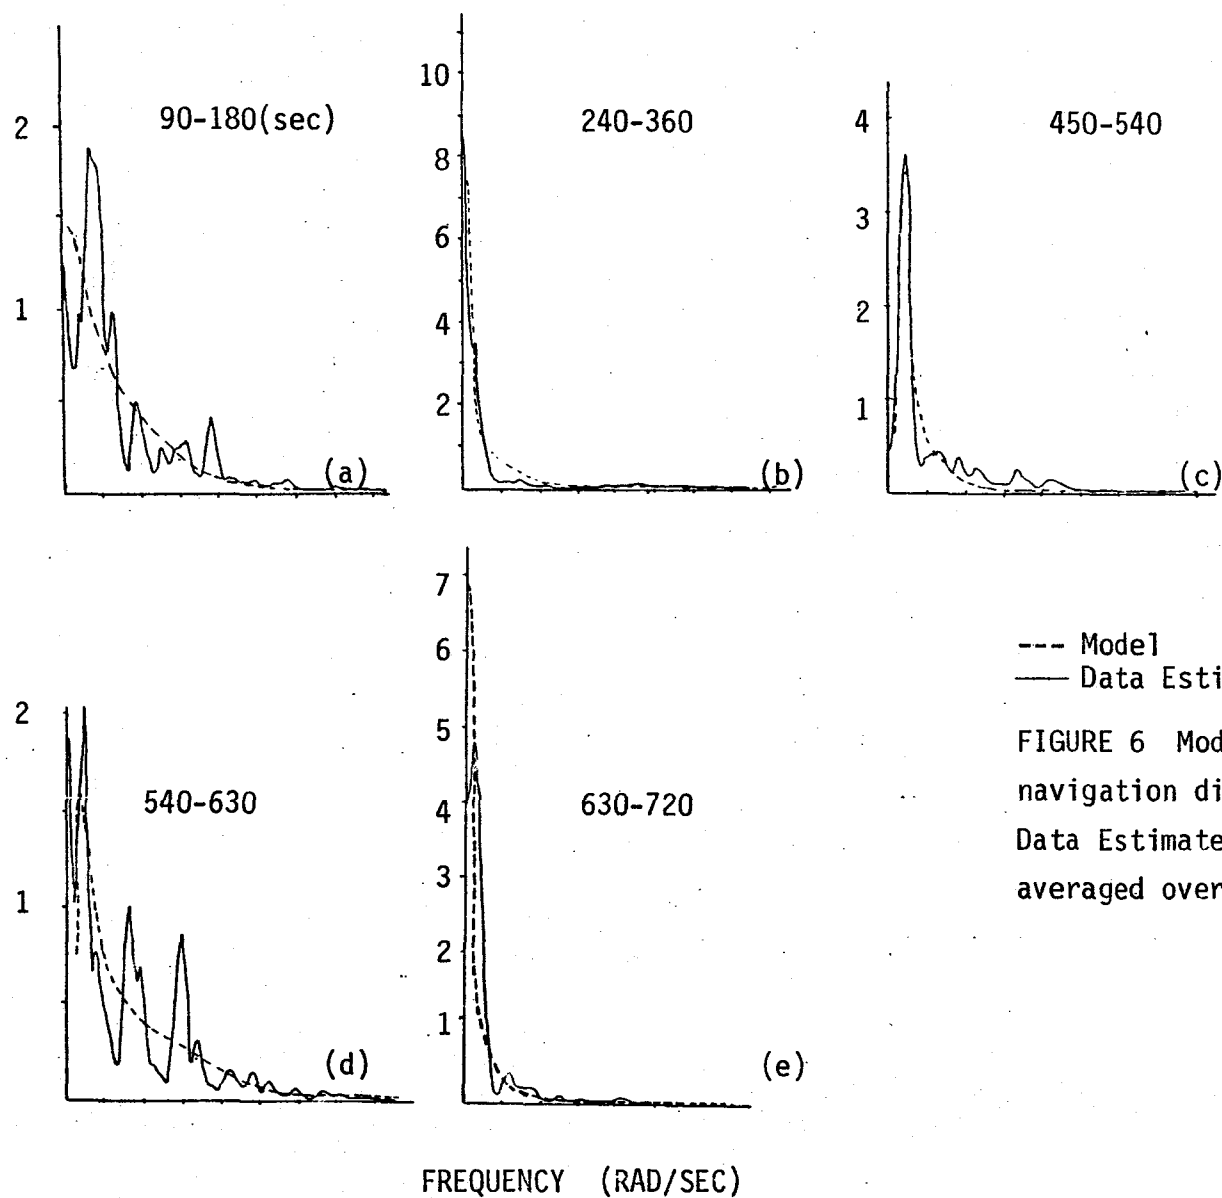 90-180(sec)
2
1
(a)
240-360
10
8
6
4
2
(b)
450-540
4
3
2
1
(c)
540-630
2
1
(d)
630-720
7
6
5
4
3
2
1
(e)
--- Model
—— Data Esti
FIGURE 6 Mod
navigation di
Data Estimate
averaged over
FREQUENCY (RAD/SEC)